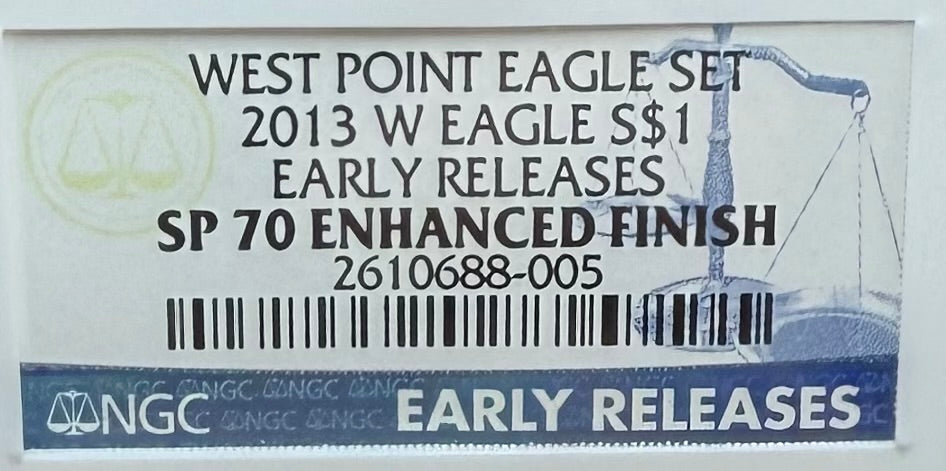 WEST POINT EAGLE SET
2013 W EAGLE S$1
EARLY RELEASES
SP 70 ENHANCED FINISH
2610688-005
NGC EARLY RELEASES